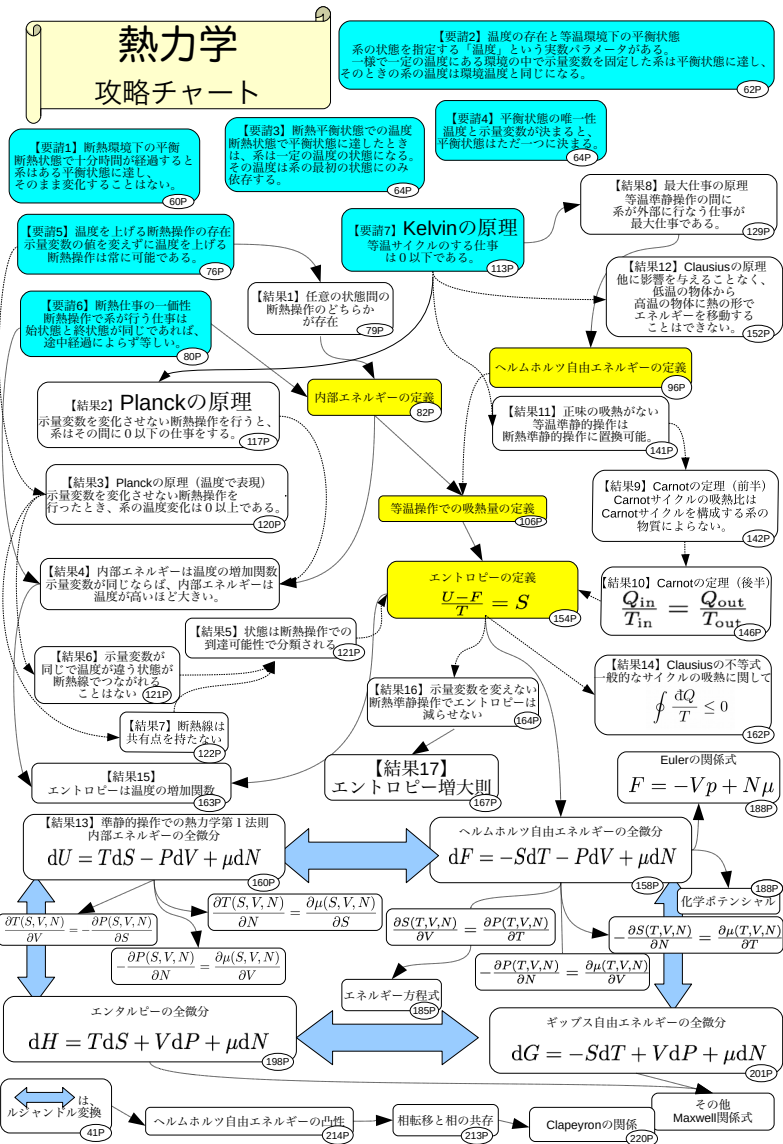 熱力学
攻略チャート
【要請2】温度の存在と等温環境下の平衡状態
系の状態を指定する「温度」という実数パラメータがある。
一様で一定の温度にある環境の中で示量変数を固定した系は平衡状態に達し、
そのときの系の温度は環境温度と同じになる。
62P
【要請1】断熱環境下の平衡
断熱状態で十分時間が経過すると
系はある平衡状態に達し、
そのまま変化することはない。
60P
【要請3】断熱平衡状態での温度
断熱状態で平衡状態に達したとき
は、系は一定の温度の状態になる。
その温度は系の最初の状態にのみ
依存する。
64P
【要請4】平衡状態の唯一性
温度と示量変数が決まると、
平衡状態はただ一つに決まる。
64P
【要請5】温度を上げる断熱操作の存在
示量変数の値を変えずに温度を上げる
断熱操作は常に可能である。
76P
【要請7】Kelvinの原理
等温サイクルのする仕事
は０以下である。
113P
【結果8】最大仕事の原理
等温準静操作の間に
系が外部に行なう仕事が
最大仕事である。
129P
【結果12】Clausiusの原理
他に影響を与えることなく、
低温の物体から
高温の物体に熱の形で
エネルギーを移動する
ことはできない。
152P
【要請6】断熱仕事の一価性
断熱操作で系が行う仕事は
始状態と終状態が同じであれば、
途中経過によらず等しい。
80P
【結果1】任意の状態間の
断熱操作のどちらか
が存在
79P
ヘルムホルツ自由エネルギーの定義
96P
【結果2】Planckの原理
示量変数を変化させない断熱操作を行うと、
系はその間に０以下の仕事をする。
117P
内部エネルギーの定義
82P
【結果11】正味の吸熱がない
等温準静的操作は
断熱準静的操作に置換可能。
141P
【結果3】Planckの原理（温度で表現）
示量変数を変化させない断熱操作を
行ったとき、系の温度変化は０以上である。
120P
等温操作での吸熱量の定義
106P
【結果9】Carnotの定理（前半）
Carnotサイクルの吸熱比は
Carnotサイクルを構成する系の
物質によらない。
142P
【結果4】内部エネルギーは温度の増加関数
示量変数が同じならば、内部エネルギーは
温度が高いほど大きい。
エントロピーの定義
$\frac{U-F}{T} = S$
154P
【結果10】Carnotの定理（後半）
$\frac{Q_{in}}{T_{in}} = \frac{Q_{out}}{T_{out}}$
146P
【結果5】状態は断熱操作での
到達可能性で分類される
121P
【結果6】示量変数が
同じで温度が違う状態が
断熱線でつながれる
ことはない
121P
【結果7】断熱線は
共有点を持たない
122P
【結果16】示量変数を変えない
断熱準静操作でエントロピーは
減らせない
164P
【結果14】Clausiusの不等式
一般的なサイクルの吸熱に関して
$\oint \frac{dQ}{T} \leq 0$
162P
【結果15】
エントロピーは温度の増加関数
163P
【結果17】
エントロピー増大則
167P
Eulerの関係式
F = −Vp + Nμ
188P
【結果13】準静的操作での熱力学第１法則
内部エネルギーの全微分
dU = TdS − PdV + μdN
160P
ヘルムホルツ自由エネルギーの全微分
dF = −SdT − PdV + μdN
158P
188P
化学ポテンシャル
$\frac{\partial T(S,V,N)}{\partial V} = -\frac{\partial P(S,V,N)}{\partial S}$
$\frac{\partial T(S,V,N)}{\partial N} = \frac{\partial \mu(S,V,N)}{\partial S}$
$-\frac{\partial P(S,V,N)}{\partial N} = \frac{\partial \mu(S,V,N)}{\partial V}$
$\frac{\partial S(T,V,N)}{\partial V} = \frac{\partial P(T,V,N)}{\partial T}$
$-\frac{\partial S(T,V,N)}{\partial N} = \frac{\partial \mu(T,V,N)}{\partial T}$
$-\frac{\partial P(T,V,N)}{\partial N} = \frac{\partial \mu(T,V,N)}{\partial V}$
エネルギー方程式
185P
エンタルピーの全微分
dH = TdS + VdP + μdN
198P
ギッブス自由エネルギーの全微分
dG = −SdT + VdP + μdN
201P
は、
ルジャンドル変換
41P
ヘルムホルツ自由エネルギーの凸性
214P
相転移と相の共存
213P
Clapeyronの関係
220P
その他
Maxwell関係式